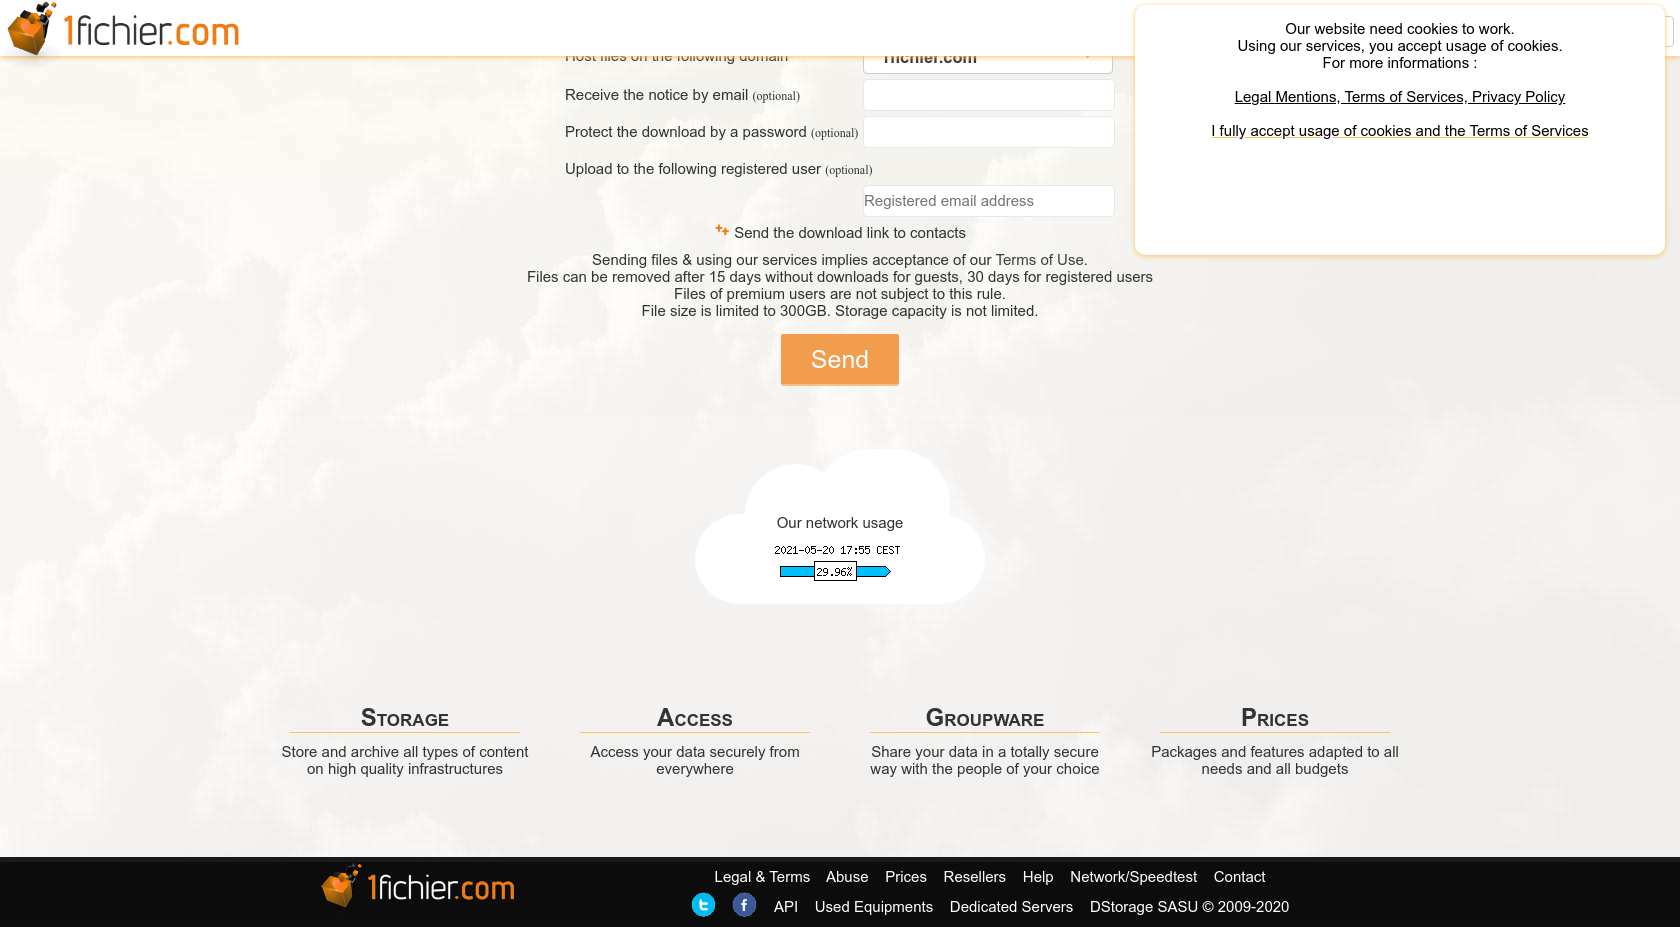 1fichier.com
Our website need cookies to work.
Using our services, you accept usage of cookies.
For more informations :
Legal Mentions, Terms of Services, Privacy Policy
I fully accept usage of cookies and the Terms of Services
Host files on the following domain 1fichier.com
Receive the notice by email (optional)
Protect the download by a password (optional)
Upload to the following registered user (optional)
Registered email address
Send the download link to contacts
Sending files & using our services implies acceptance of our Terms of Use.
Files can be removed after 15 days without downloads for guests, 30 days for registered users
Files of premium users are not subject to this rule.
File size is limited to 300GB. Storage capacity is not limited.
Send
Our network usage
2021-05-20 17:55 CEST
29.96%
Storage
Store and archive all types of content
on high quality infrastructures
Access
Access your data securely from
everywhere
Groupware
Share your data in a totally secure
way with the people of your choice
Prices
Packages and features adapted to all
needs and all budgets
1fichier.com
Legal & Terms Abuse Prices Resellers Help Network/Speedtest Contact
API Used Equipments Dedicated Servers DStorage SASU © 2009-2020